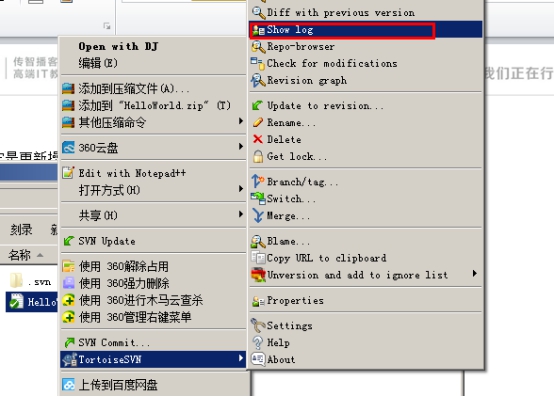 Diff with previous version
Show log
Repo-browser
Check for modifications
Revision graph
Update to revision...
Rename...
Delete
Get lock...
Branch/tag...
Switch...
Merge...
Blame...
Copy URL to clipboard
Unversion and add to ignore list
Properties
Settings
Help
About
Open with DJ
编辑(E)
添加到压缩文件(A)...
添加到 "HelloWorld.zip" (T)
其他压缩命令
360云盘
Edit with Notepad++
打开方式(H)
共享(H)
SVN Update
使用 360解除占用
使用 360强力删除
使用 360进行木马云查杀
使用 360管理右键菜单
SVN Commit...
TortoiseSVN
上传到百度网盘
传智播客
高端IT教
我们正在行
刻录
名称
.svn
Hello